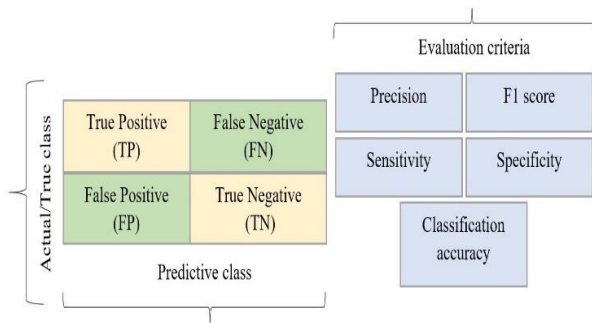 Evaluation criteria
Precision
F1 score
Sensitivity
Specificity
Classification
accuracy
Actual/True class
True Positive
(TP)
False Negative
(FN)
False Positive
(FP)
True Negative
(TN)
Predictive class